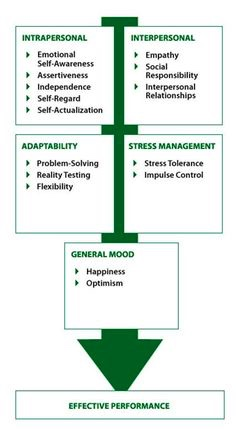 INTRAPERSONAL
Emotional
Self-Awareness
Assertiveness
Independence
Self-Regard
Self-Actualization
INTERPERSONAL
Empathy
Social
Responsibility
Interpersonal
Relationships
ADAPTABILITY
Problem-Solving
Reality Testing
Flexibility
STRESS MANAGEMENT
Stress Tolerance
Impulse Control
GENERAL MOOD
Happiness
Optimism
EFFECTIVE PERFORMANCE